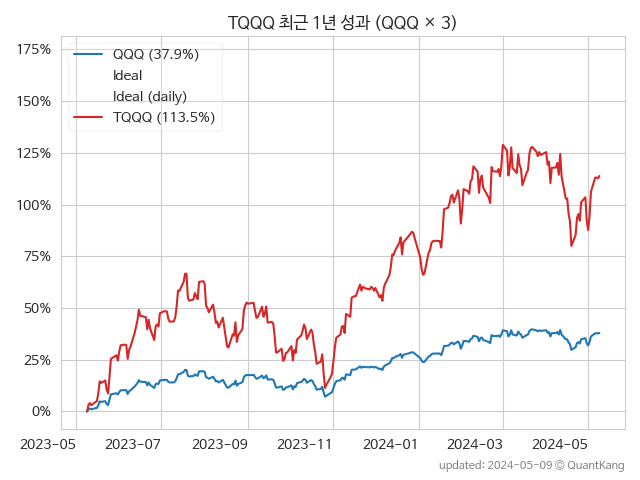 TQQQ 최근 1년 성과 (QQQ × 3)
175%
150%
125%
100%
75%
50%
25%
0%
QQQ (37.9%)
Ideal
Ideal (daily)
TQQQ (113.5%)
2023-05 2023-07 2023-09 2023-11 2024-01 2024-03 2024-05
updated: 2024-05-09 © QuantKang